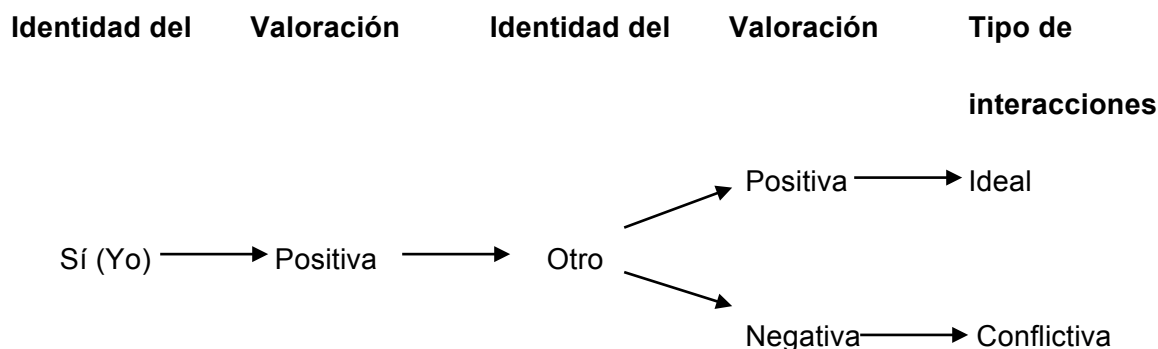 Identidad del Valoración Identidad del Valoración Tipo de
interacciones
Positiva Ideal
Sí (Yo) Positiva Otro
Negativa Conflictiva